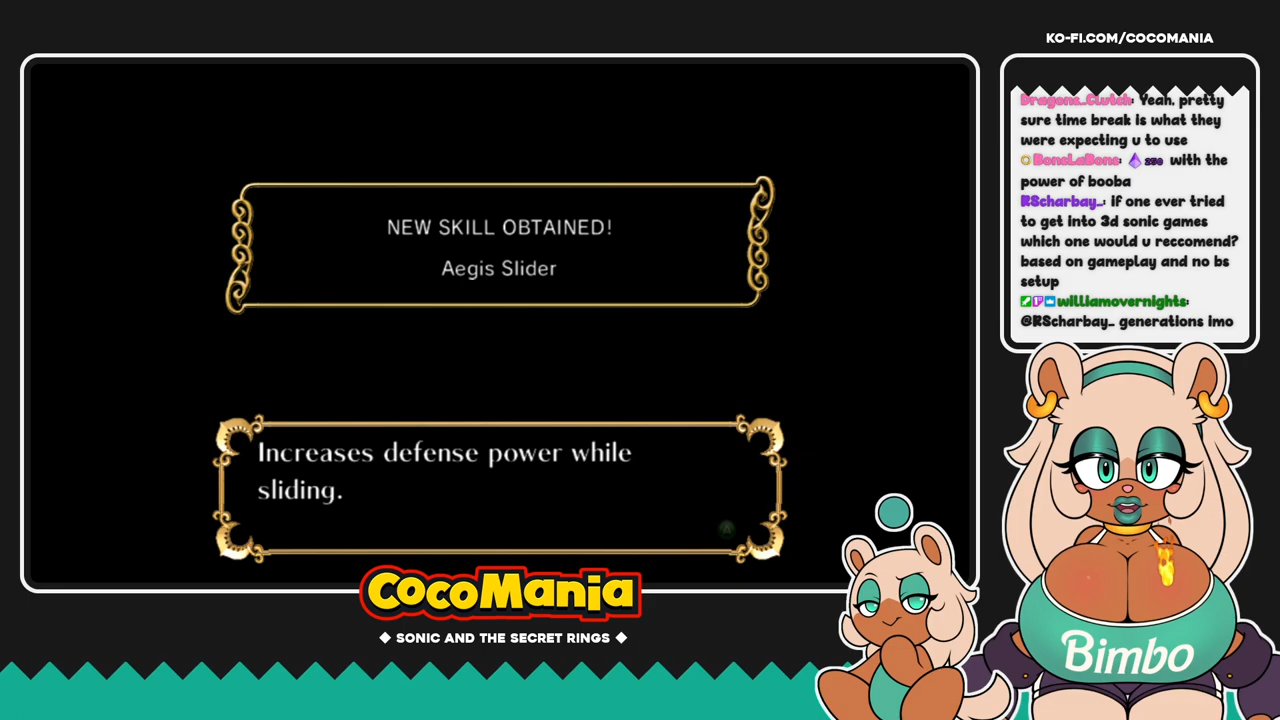 KO-FI.COM/COCOMANIA
Dragons_Clutch: Yeah, pretty
sure time break is what they
were expecting u to use
BoneLaBone: 250 with the
power of booba
RScharbay_: if one ever tried
to get into 3d sonic games
which one would u reccomend?
based on gameplay and no bs
setup
williamovernights:
@RScharbay_ generations imo
NEW SKILL OBTAINED!
Aegis Slider
Increases defense power while
sliding.
A
CocoMania
◆ SONIC AND THE SECRET RINGS ◆
Bimbo